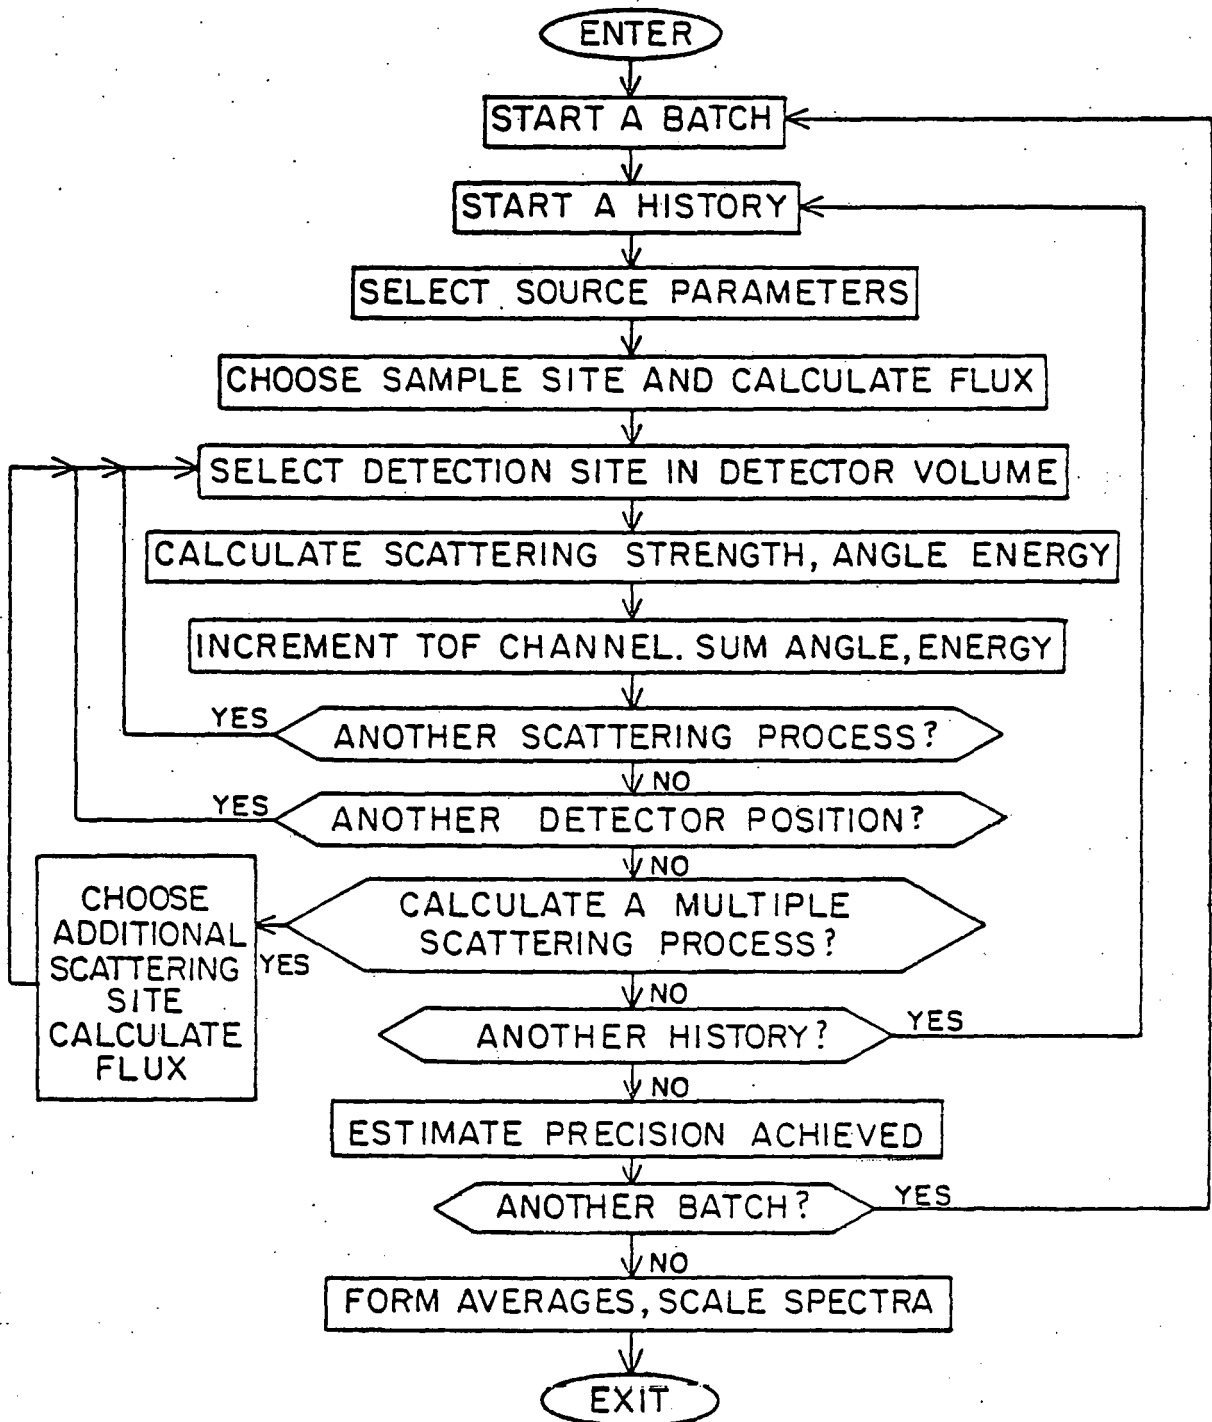 ENTER
START A BATCH
START A HISTORY
SELECT SOURCE PARAMETERS
CHOOSE SAMPLE SITE AND CALCULATE FLUX
SELECT DETECTION SITE IN DETECTOR VOLUME
CALCULATE SCATTERING STRENGTH, ANGLE ENERGY
INCREMENT TOF CHANNEL. SUM ANGLE, ENERGY
YES
ANOTHER SCATTERING PROCESS?
NO
YES
ANOTHER DETECTOR POSITION?
NO
CALCULATE A MULTIPLE
SCATTERING PROCESS?
YES
CHOOSE
ADDITIONAL
SCATTERING
SITE
CALCULATE
FLUX
NO
ANOTHER HISTORY?
YES
NO
ESTIMATE PRECISION ACHIEVED
ANOTHER BATCH?
YES
NO
FORM AVERAGES, SCALE SPECTRA
EXIT